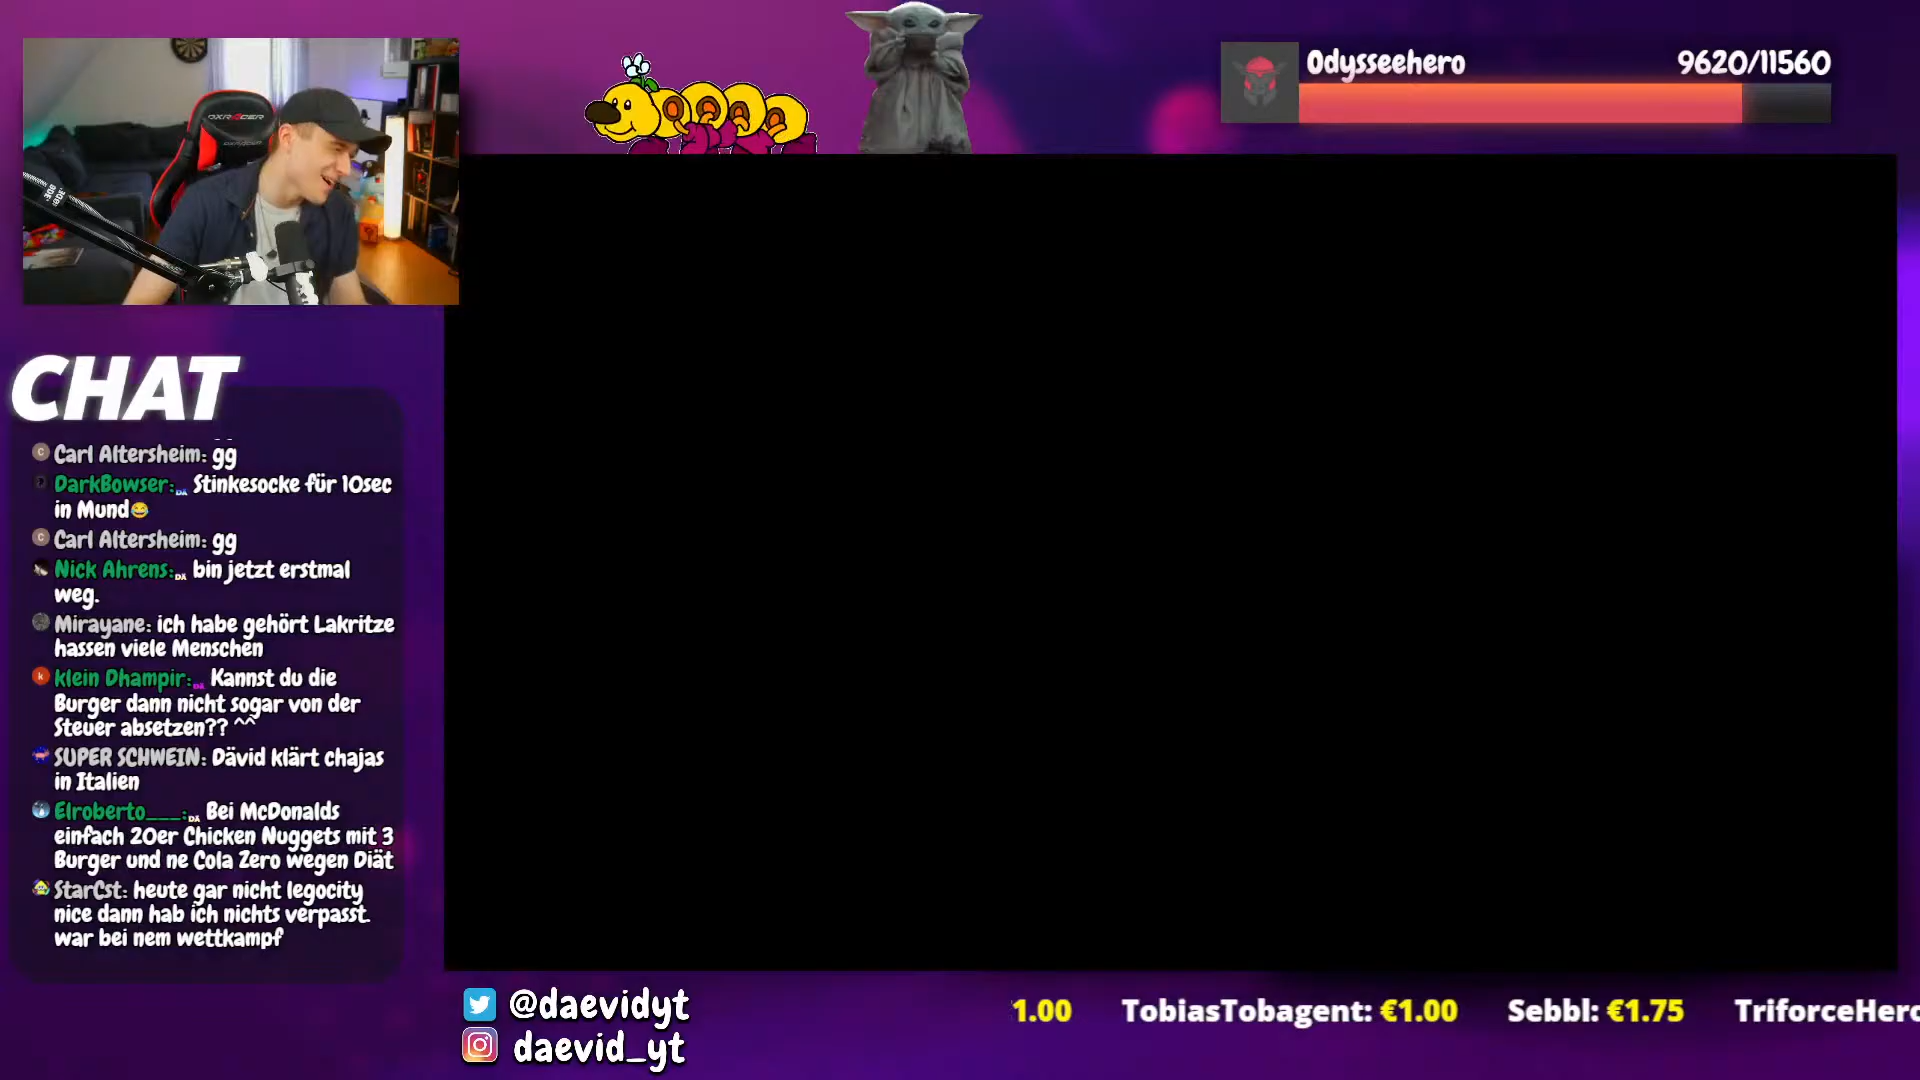 Odysseehero 9620/11560
DXRACER
CHAT
Carl Altersheim: gg
DarkBowser: Stinkesocke für 10sec
in Mund😂
Carl Altersheim: gg
Nick Ahrens: bin jetzt erstmal
weg.
Mirayane: ich habe gehört Lakritze
hassen viele Menschen
klein Dhampir: Kannst du die
Burger dann nicht sogar von der
Steuer absetzen?? ^^
SUPER SCHWEIN: Dävid klärt chajas
in Italien
Elroberto___: Bei McDonalds
einfach 20er Chicken Nuggets mit 3
Burger und ne Cola Zero wegen Diät
StarCst: heute gar nicht legocity
nice dann hab ich nichts verpasst.
war bei nem wettkampf
@daevidyt
daevid_yt
1.00 TobiasTobagent: €1.00 Sebbl: €1.75 TriforceHero